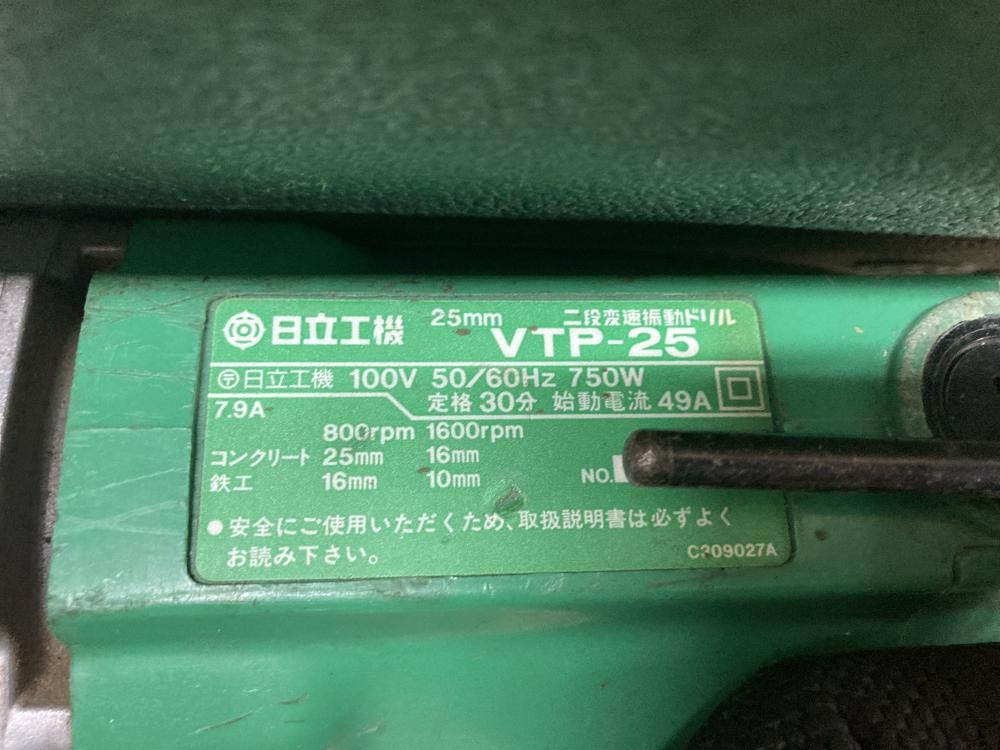 日立工機 25mm 二段変速振動ドリル
VTP-25
〒日立工機 100V 50/60Hz 750W
7.9A 定格30分 始動電流49A
800rpm 1600rpm
コンクリート 25mm 16mm
鉄工 16mm 10mm NO.
●安全にご使用いただくため、取扱説明書は必ずよく
お読み下さい。